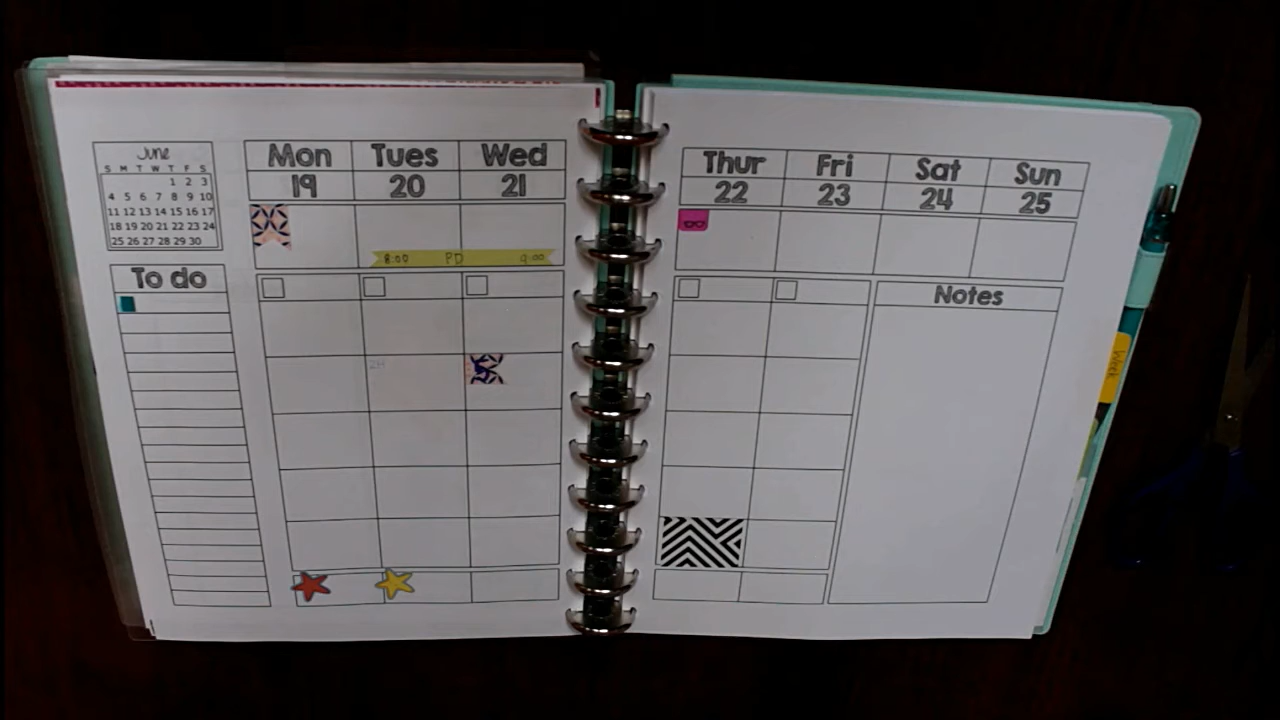 June
S M T W T F S
1 2 3
4 5 6 7 8 9 10
11 12 13 14 15 16 17
18 19 20 21 22 23 24
25 26 27 28 29 30
To do
Mon Tues Wed
19 20 21
8:00 PD 9:00
2H
Thur Fri Sat Sun
22 23 24 25
Notes
Week